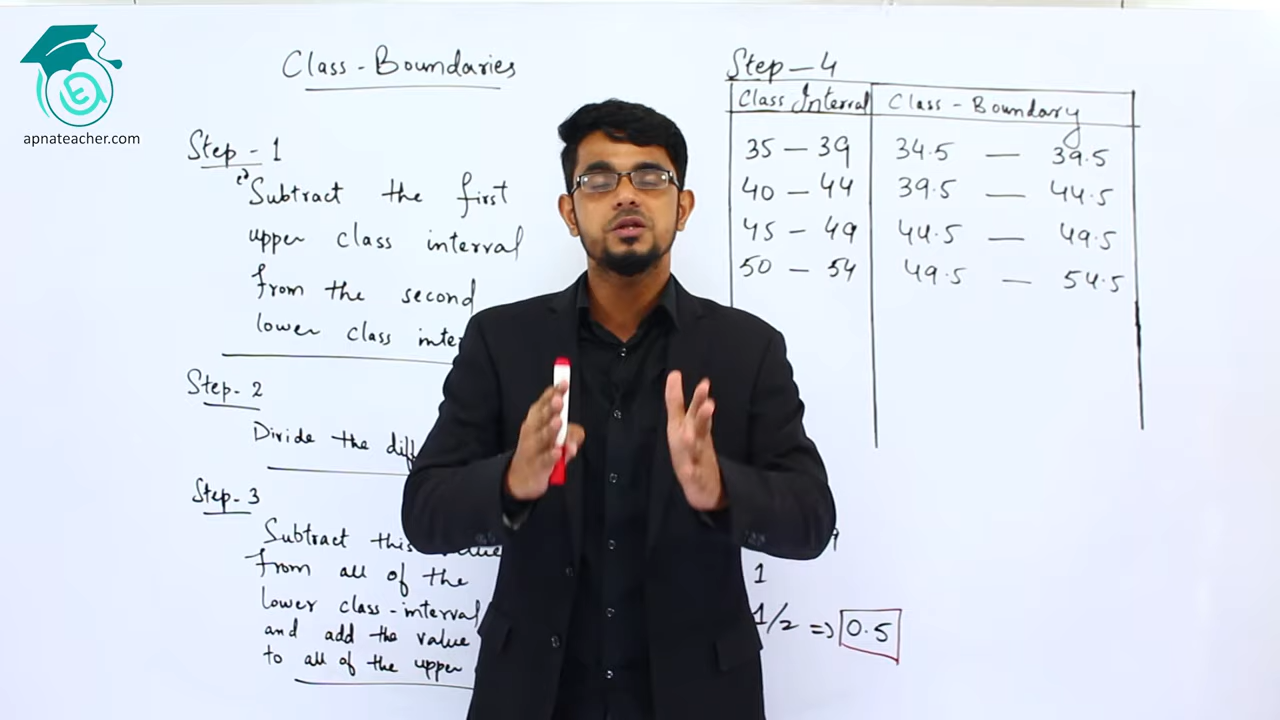 apnateacher.com
Class - Boundaries
Step - 1
Subtract the first
upper class interval
from the second
lower class
Step - 2
Divide the
Step - 3
Subtract this value
from all of the
lower class - interval
and add the value
to all of the upper
Step - 4
Class Interval Class - Boundary
35 - 39 34.5 - 39.5
40 - 44 39.5 - 44.5
45 - 49 44.5 - 49.5
50 - 54 49.5 - 54.5
1
1/2 => 0.5